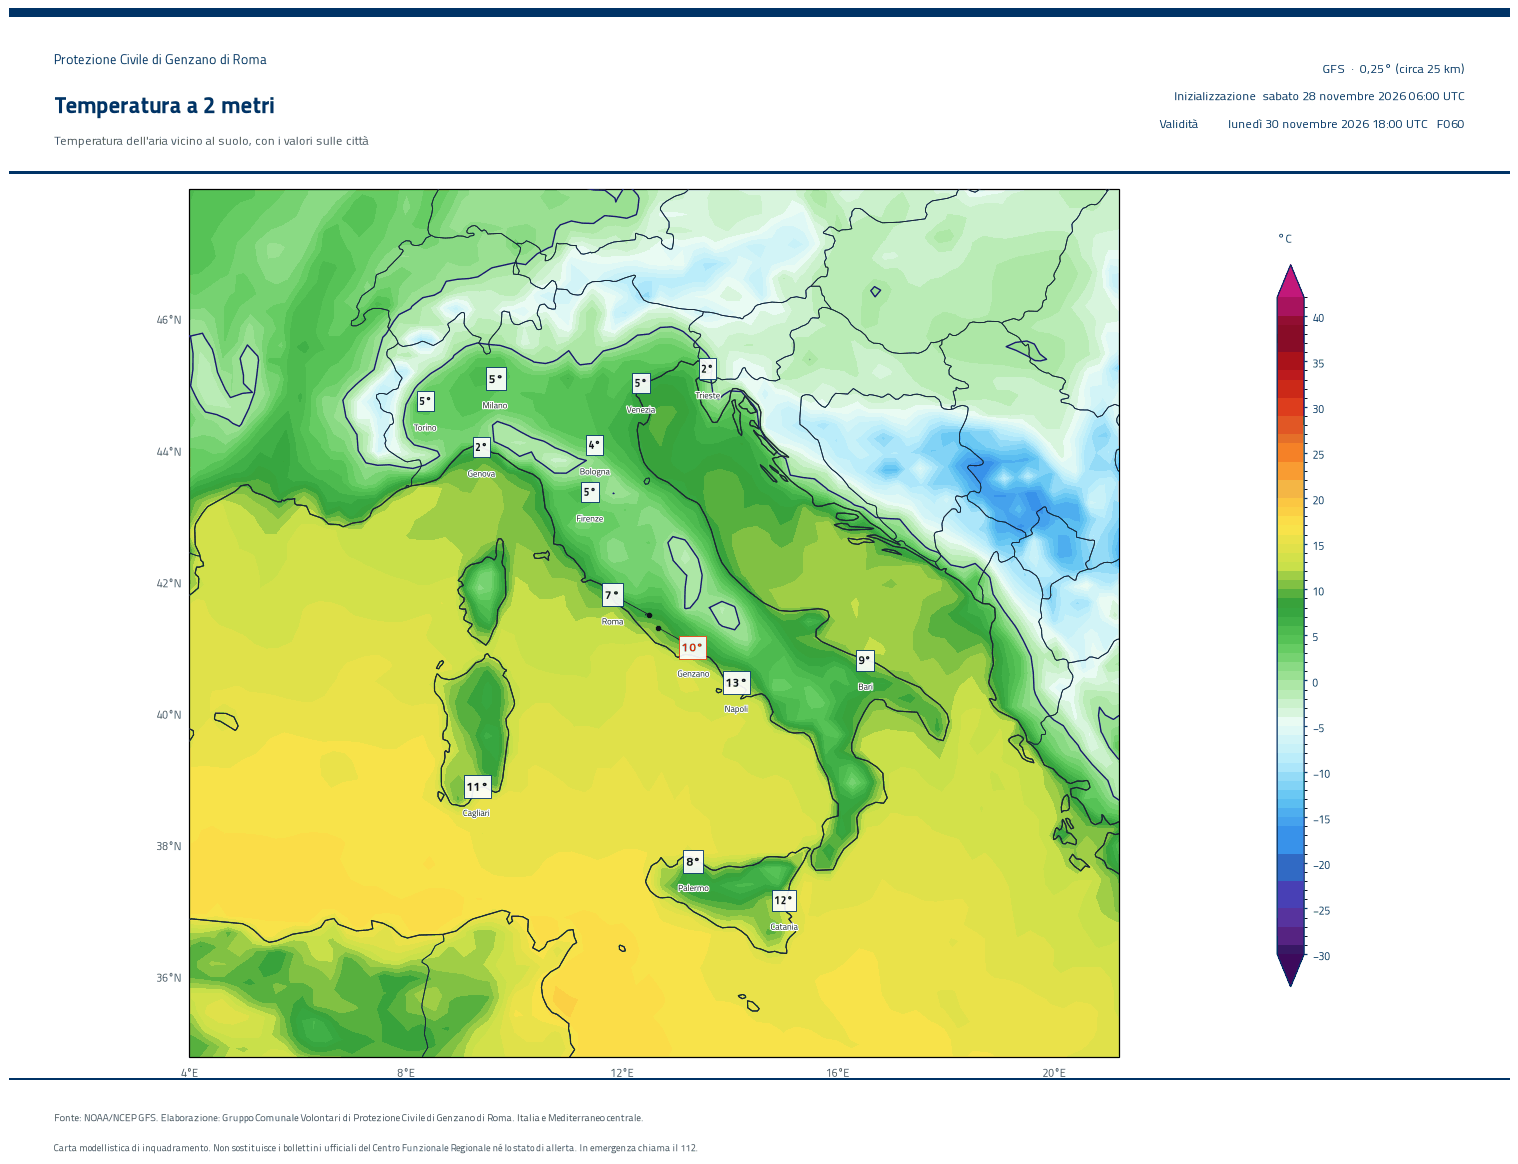 Protezione Civile di Genzano di Roma
Temperatura a 2 metri
Temperatura dell'aria vicino al suolo, con i valori sulle città
GFS · 0,25° (circa 25 km)
Inizializzazione sabato 28 novembre 2026 06:00 UTC
Validità lunedì 30 novembre 2026 18:00 UTC F060
°C
46°N
44°N
42°N
40°N
38°N
36°N
4°E
8°E
12°E
16°E
20°E
5°
Torino
5°
Milano
5°
Venezia
2°
Trieste
2°
Genova
4°
Bologna
5°
Firenze
7°
Roma
10°
Genzano
13°
Napoli
9°
Bari
11°
Cagliari
8°
Palermo
12°
Catania
40
35
30
25
20
15
10
5
0
−5
−10
−15
−20
−25
−30
Fonte: NOAA/NCEP GFS. Elaborazione: Gruppo Comunale Volontari di Protezione Civile di Genzano di Roma. Italia e Mediterraneo centrale.
Carta modellistica di inquadramento. Non sostituisce i bollettini ufficiali del Centro Funzionale Regionale né lo stato di allerta. In emergenza chiama il 112.